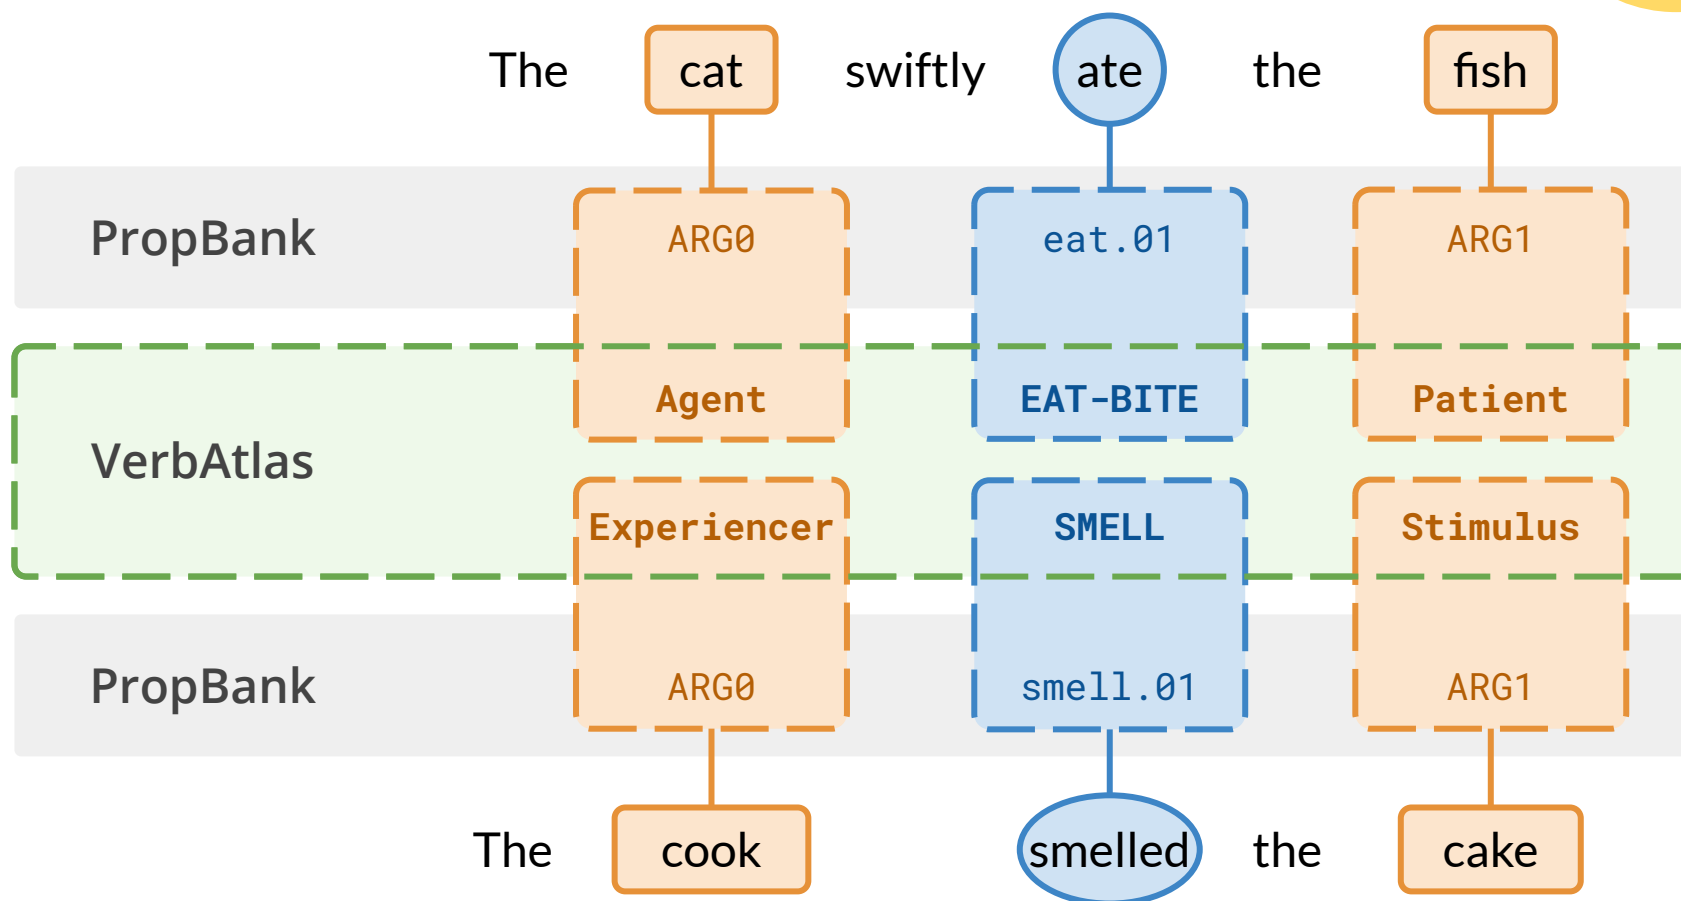 The cat swiftly ate the fish
PropBank ARG0 eat.01 ARG1
Agent EAT-BITE Patient
VerbAtlas
Experiencer SMELL Stimulus
PropBank ARG0 smell.01 ARG1
The cook smelled the cake